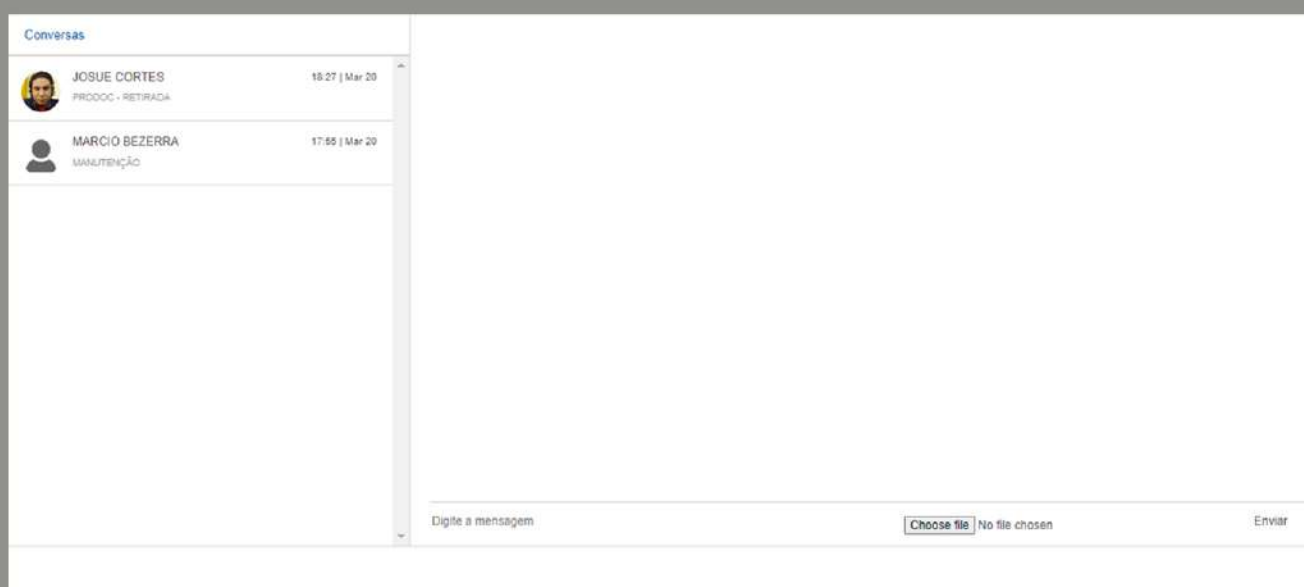 Conversas
JOSUE CORTES
18:27 | Mar 20
PRODOC - RETIRADA
MARCIO BEZERRA
17:55 | Mar 20
MANUTENÇÃO
Digite a mensagem
Choose file No file chosen
Enviar